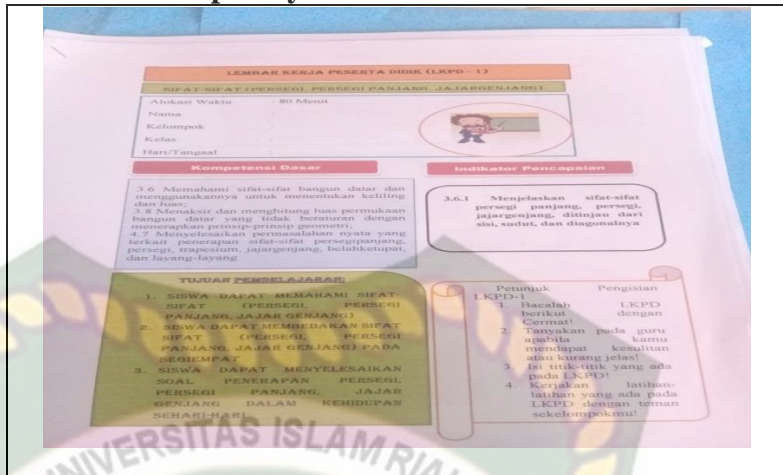 LEMBAR KERJA PESERTA DIDIK (LKPD - 1)
SIFAT-SIFAT (PERSEGI, PERSEGI PANJANG, JAJARGENJANG)
Alokasi Waktu : 80 Menit
Nama
Kelompok
Kelas
Hari/Tanggal
Kompetensi Dasar
3.6 Memahami sifat-sifat bangun datar dan
menggunakannya untuk menentukan keliling
dan luas;
3.8 Menaksir dan menghitung luas permukaan
bangun datar yang tidak beraturan dengan
menerapkan prinsip-prinsip geometri;
4.7 Menyelesaikan permasalahan nyata yang
terkait penerapan sifat-sifat persegipanjang,
persegi, trapesium, jajargenjang, belahketupat,
dan layang-layang
Indikator Pencapaian
3.6.1 Menjelaskan sifat-sifat
persegi panjang, persegi,
jajargenjang, ditinjau dari
sisi, sudut, dan diagonalnya
TUJUAN PEMBELAJARAN:
1. SISWA DAPAT MEMAHAMI SIFAT-
SIFAT (PERSEGI, PERSEGI
PANJANG, JAJAR GENJANG)
2. SISWA DAPAT MEMBEDAKAN SIFAT
SIFAT (PERSEGI, PERSEGI
PANJANG, JAJAR GENJANG) PADA
SEGIEMPAT
3. SISWA DAPAT MENYELESAIKAN
SOAL PENERAPAN PERSEGI,
PERSEGI PANJANG, JAJAR
GENJANG DALAM KEHIDUPAN
SEHARI-HARI
Petunjuk Pengisian
LKPD-1
1. Bacalah LKPD
berikut dengan
Cermat!
2 Tanyakan pada guru
apabila kamu
mendapat kesulitan
atau kurang jelas!
3. Isi titik-titik yang ada
pada LKPD!
4. Kerjakan latihan-
latihan yang ada pada
LKPD dengan teman
sekelompokmu!
UNIVERSITAS ISLAM RIAU